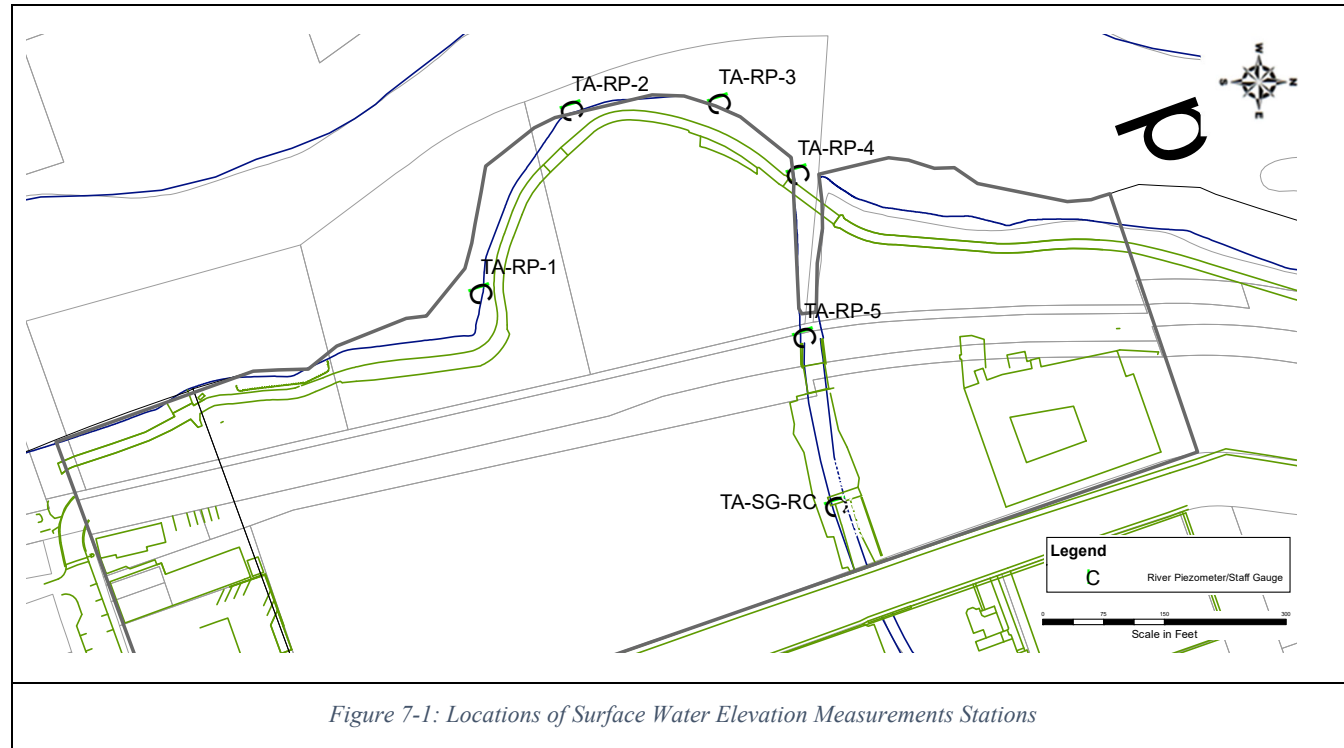 W
S N
E
d
TA-RP-2
TA-RP-3
TA-RP-4
TA-RP-1
TA-RP-5
TA-SG-RC
Legend
C River Piezometer/Staff Gauge
0 75 150 300
Scale in Feet
Figure 7-1: Locations of Surface Water Elevation Measurements Stations